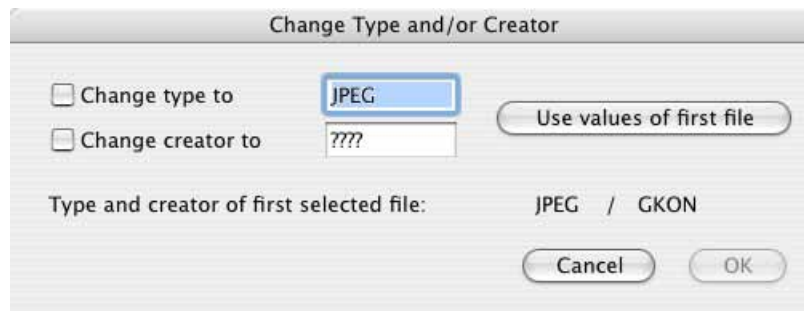 Change Type and/or Creator
Change type to JPEG
Change creator to ????
Use values of first file
Type and creator of first selected file: JPEG / GKON
Cancel OK